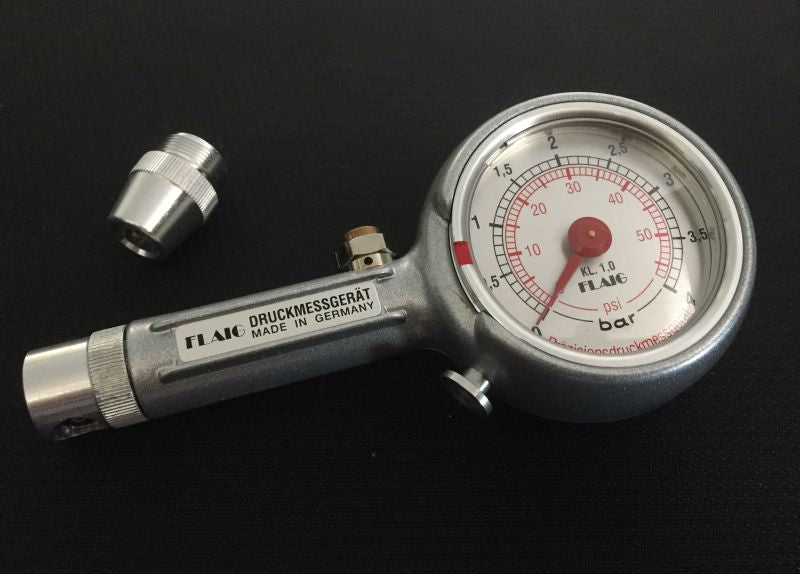 FLAIG DRUCKMESSGERÄT
MADE IN GERMANY
0 ,5 1 1,5 2 2,5 3 3,5 4
10 20 30 40 50
KL. 1,0
FLAIG
psi
bar
Präzisionsdruckmessgerät